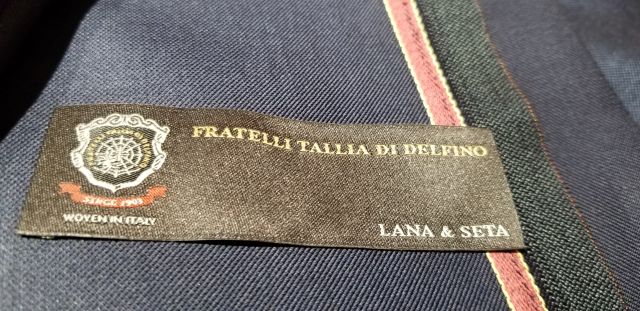 FRATELLI TALLIA DI DELFINO
SINCE 1903
WOVEN IN ITALY
LANA & SETA